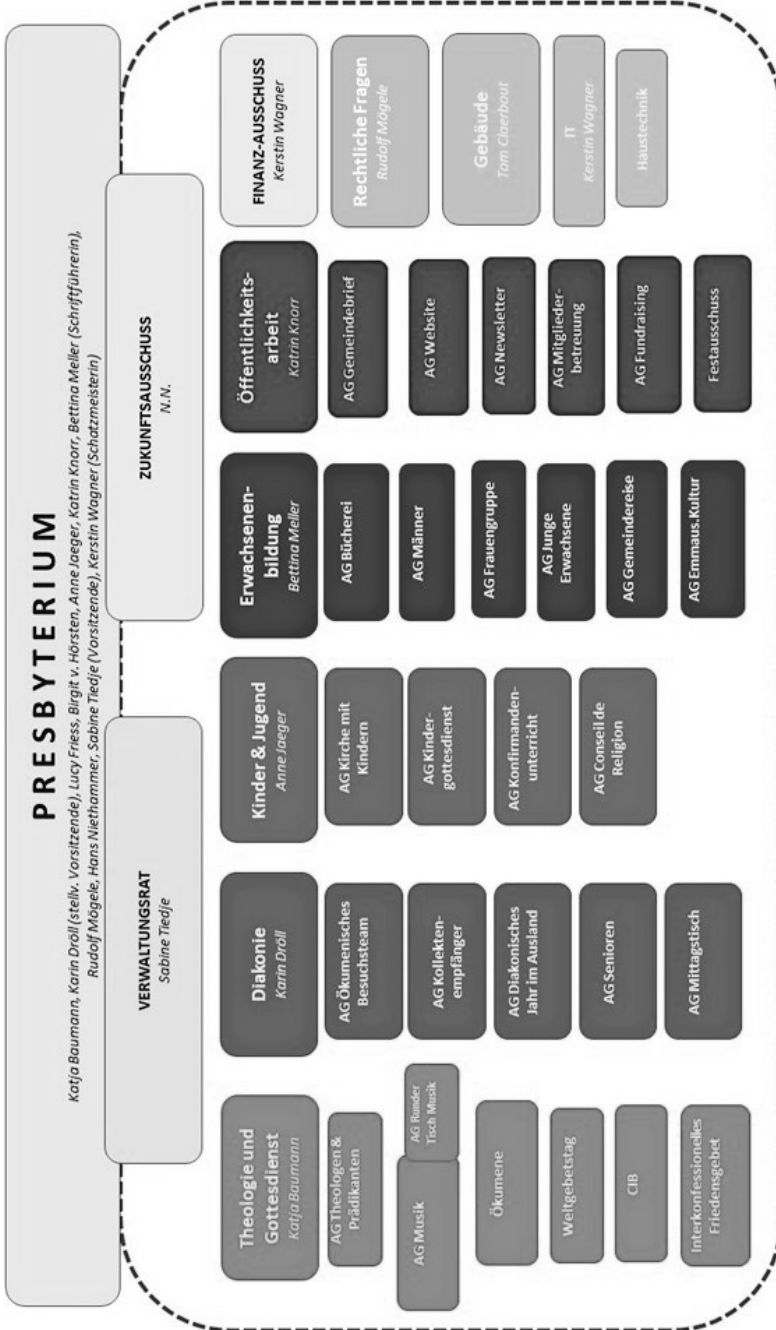 PRESBYTERIUM
Katja Baumann, Karin Dröll (stellv. Vorsitzende), Lucy Friess, Birgit v. Hörsten, Anne Jaeger, Katrin Knorr, Bettina Meller (Schriftführerin),
Rudolf Mögele, Hans Niethammer, Sabine Tiedje (Vorsitzende), Kerstin Wagner (Schatzmeisterin)
VERWALTUNGSRAT
Sabine Tiedje
ZUKUNFTSAUSSCHUSS
N.N.
Theologie und
Gottesdienst
Katja Baumann
AG Theologen &
Prädikanten
AG Musik
AG Runder
Tisch Musik
Ökumene
Weltgebetstag
CIB
Interkonfessionelles
Friedensgebet
Diakonie
Karin Dröll
AG Ökumenisches
Besuchsteam
AG Kollekten-
empfänger
AG Diakonisches
Jahr im Ausland
AG Senioren
AG Mittagstisch
Kinder & Jugend
Anne Jaeger
AG Kirche mit
Kindern
AG Kinder-
gottesdienst
AG Konfirmanden-
unterricht
AG Conseil de
Religion
Erwachsenen-
bildung
Bettina Meller
AG Bücherei
AG Männer
AG Frauengruppe
AG Junge
Erwachsene
AG Gemeindereise
AG Emmaus.Kultur
Öffentlichkeits-
arbeit
Katrin Knorr
AG Gemeindebrief
AG Website
AG Newsletter
AG Mitglieder-
betreuung
AG Fundraising
Festausschuss
FINANZ-AUSSCHUSS
Kerstin Wagner
Rechtliche Fragen
Rudolf Mögele
Gebäude
Tom Claerbout
IT
Kerstin Wagner
Haustechnik